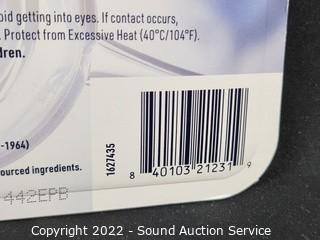 oid getting into eyes. If contact occurs,
. Protect from Excessive Heat (40°C/104°F).
dren.
-1964)
ourced ingredients.
1627435
8 40103 21231 9
442EPB
Copyright 2022 - Sound Auction Service